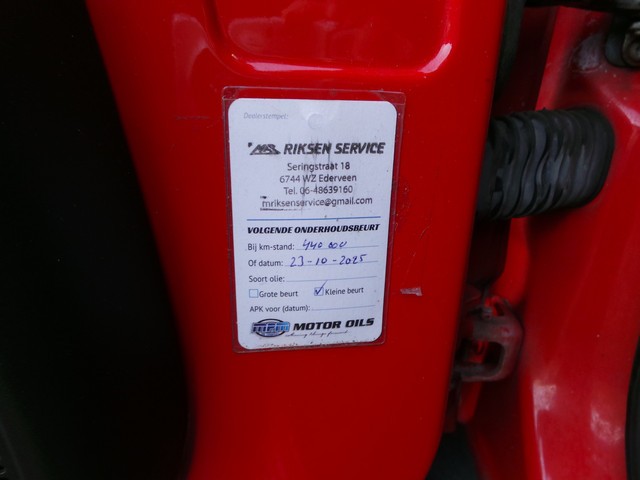 Dealerstempel:
RIKSEN SERVICE
Seringstraat 18
6744 WZ Ederveen
Tel. 06-48639160
mriksenservice@gmail.com
VOLGENDE ONDERHOUDSBEURT
Bij km-stand: 440 000
Of datum: 23-10-2025
Soort olie:
Grote beurt Kleine beurt
APK voor (datum):
MPM MOTOR OILS